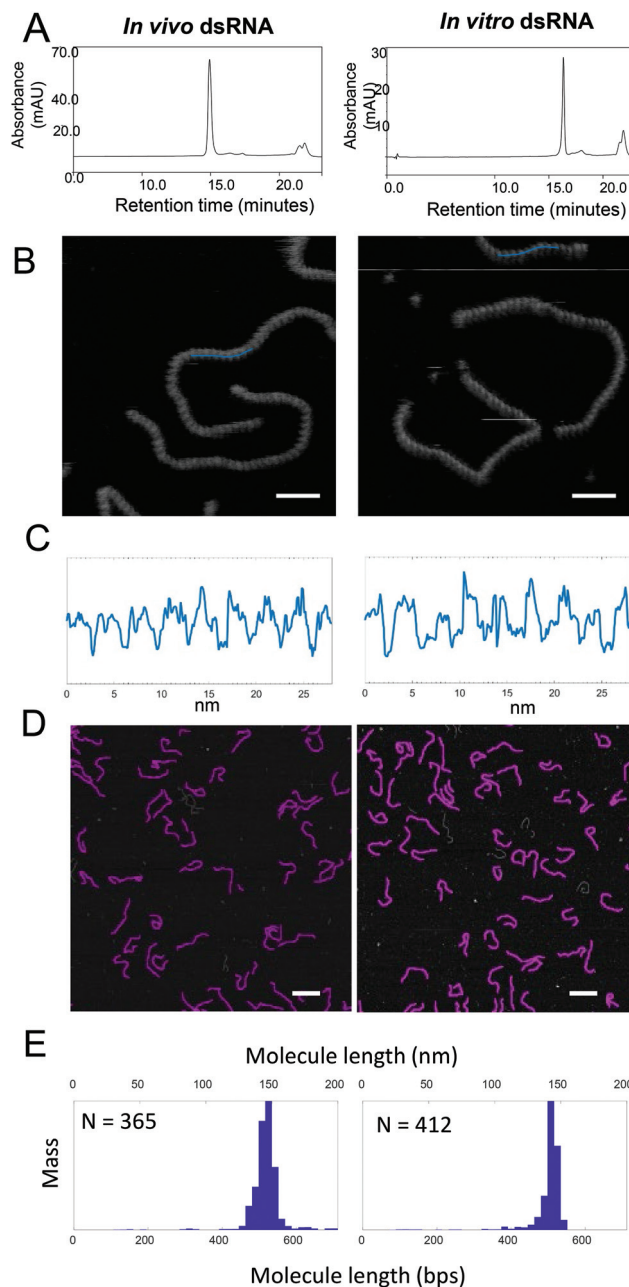 A
In vivo dsRNA
In vitro dsRNA
Absorbance
(mAU)
70.0
40.0
20.0
0.0
10.0
15.0
20.0
Retention time (minutes)
Absorbance
(mAU)
30
20
10
0.0
10.0
15.0
20.0
Retention time (minutes)
B
C
0 5 10 15 20 25
nm
0 5 10 15 20 25
nm
D
E
Molecule length (nm)
0 50 100 150 200
0 50 100 150 200
Mass
N = 365
N = 412
0 200 400 600
0 200 400 600
Molecule length (bps)